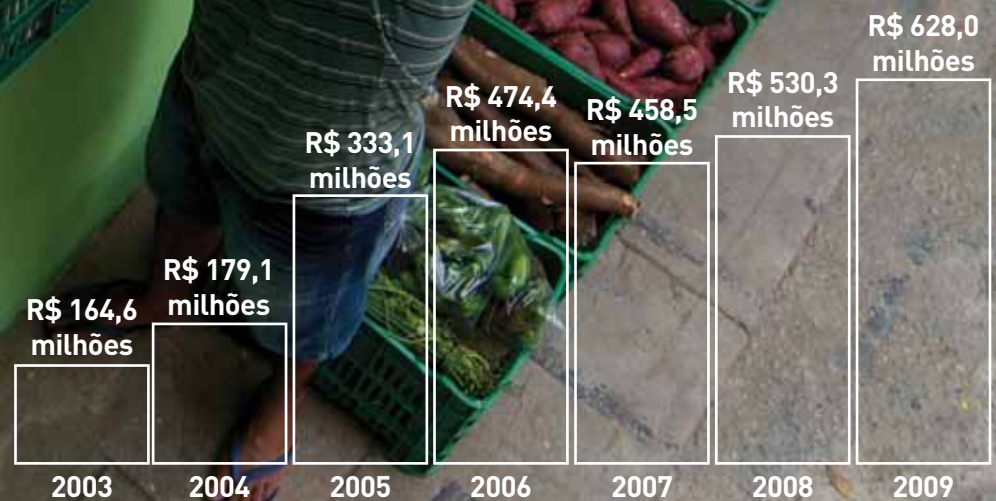 R$ 164,6
milhões
R$ 179,1
milhões
R$ 333,1
milhões
R$ 474,4
milhões
R$ 458,5
milhões
R$ 530,3
milhões
R$ 628,0
milhões
2003 2004 2005 2006 2007 2008 2009